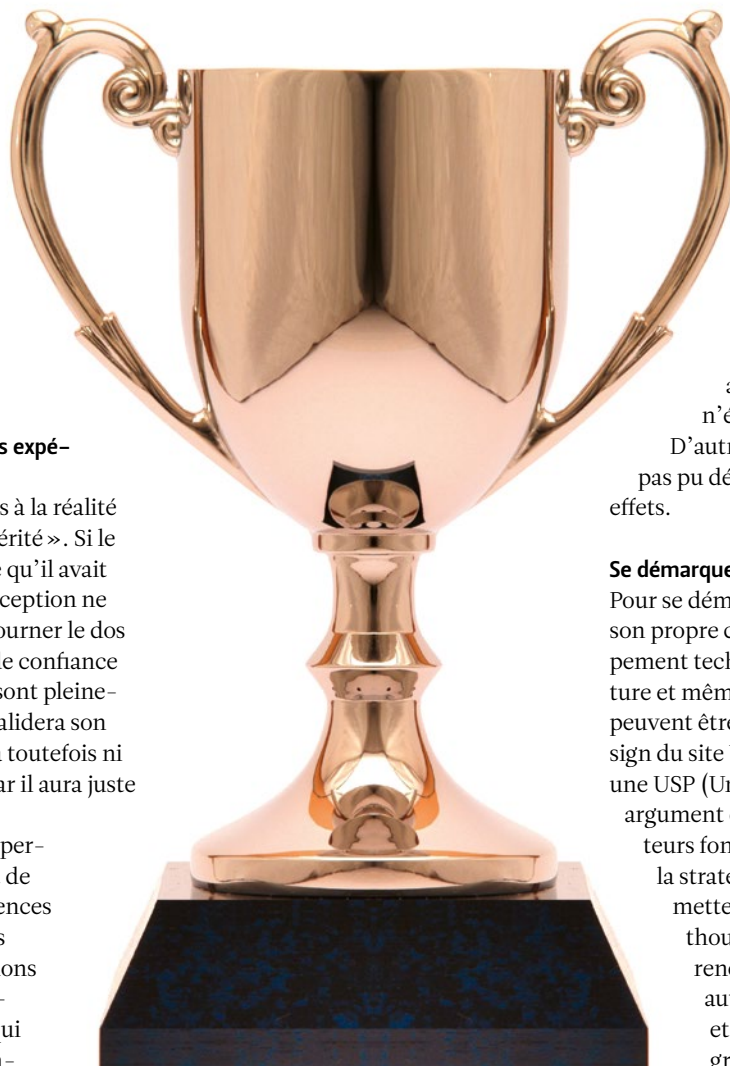 s expé-
s à la réalité
érité ». Si le
qu'il avait
ception ne
ourner le dos
le confiance
sont pleine-
alidera son
toutefois ni
ar il aura juste
per-
de
ences
s
ions
-
qui
n'é
D'autr
pas pu dé
effets.
Se démarque
Pour se dém
son propre c
pement tech
ture et mêm
peuvent être
sign du site
une USP (Un
argument
teurs fon
la strate
mette
thou
ren
au
et
gr